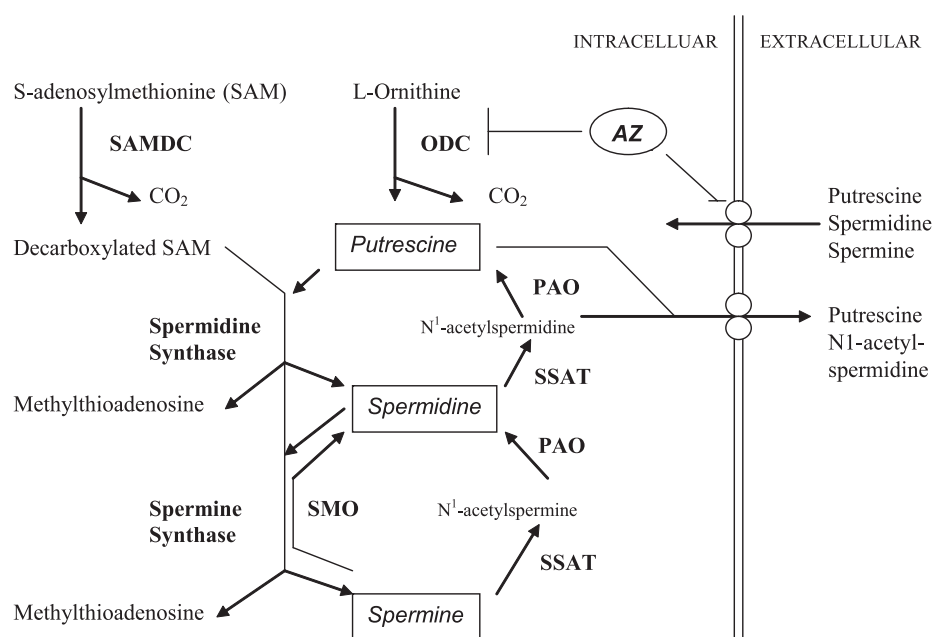 INTRACELLUAR
EXTRACELLULAR
S-adenosylmethionine (SAM)
L-Ornithine
SAMDC
ODC
AZ
CO₂
CO₂
Putrescine
Spermidine
Spermine
Decarboxylated SAM
Putrescine
PAO
N¹-acetylspermidine
Putrescine
N1-acetyl-
spermidine
Spermidine
Synthase
SSAT
Methylthioadenosine
Spermidine
PAO
Spermine
Synthase
SMO
N¹-acetylspermine
SSAT
Methylthioadenosine
Spermine